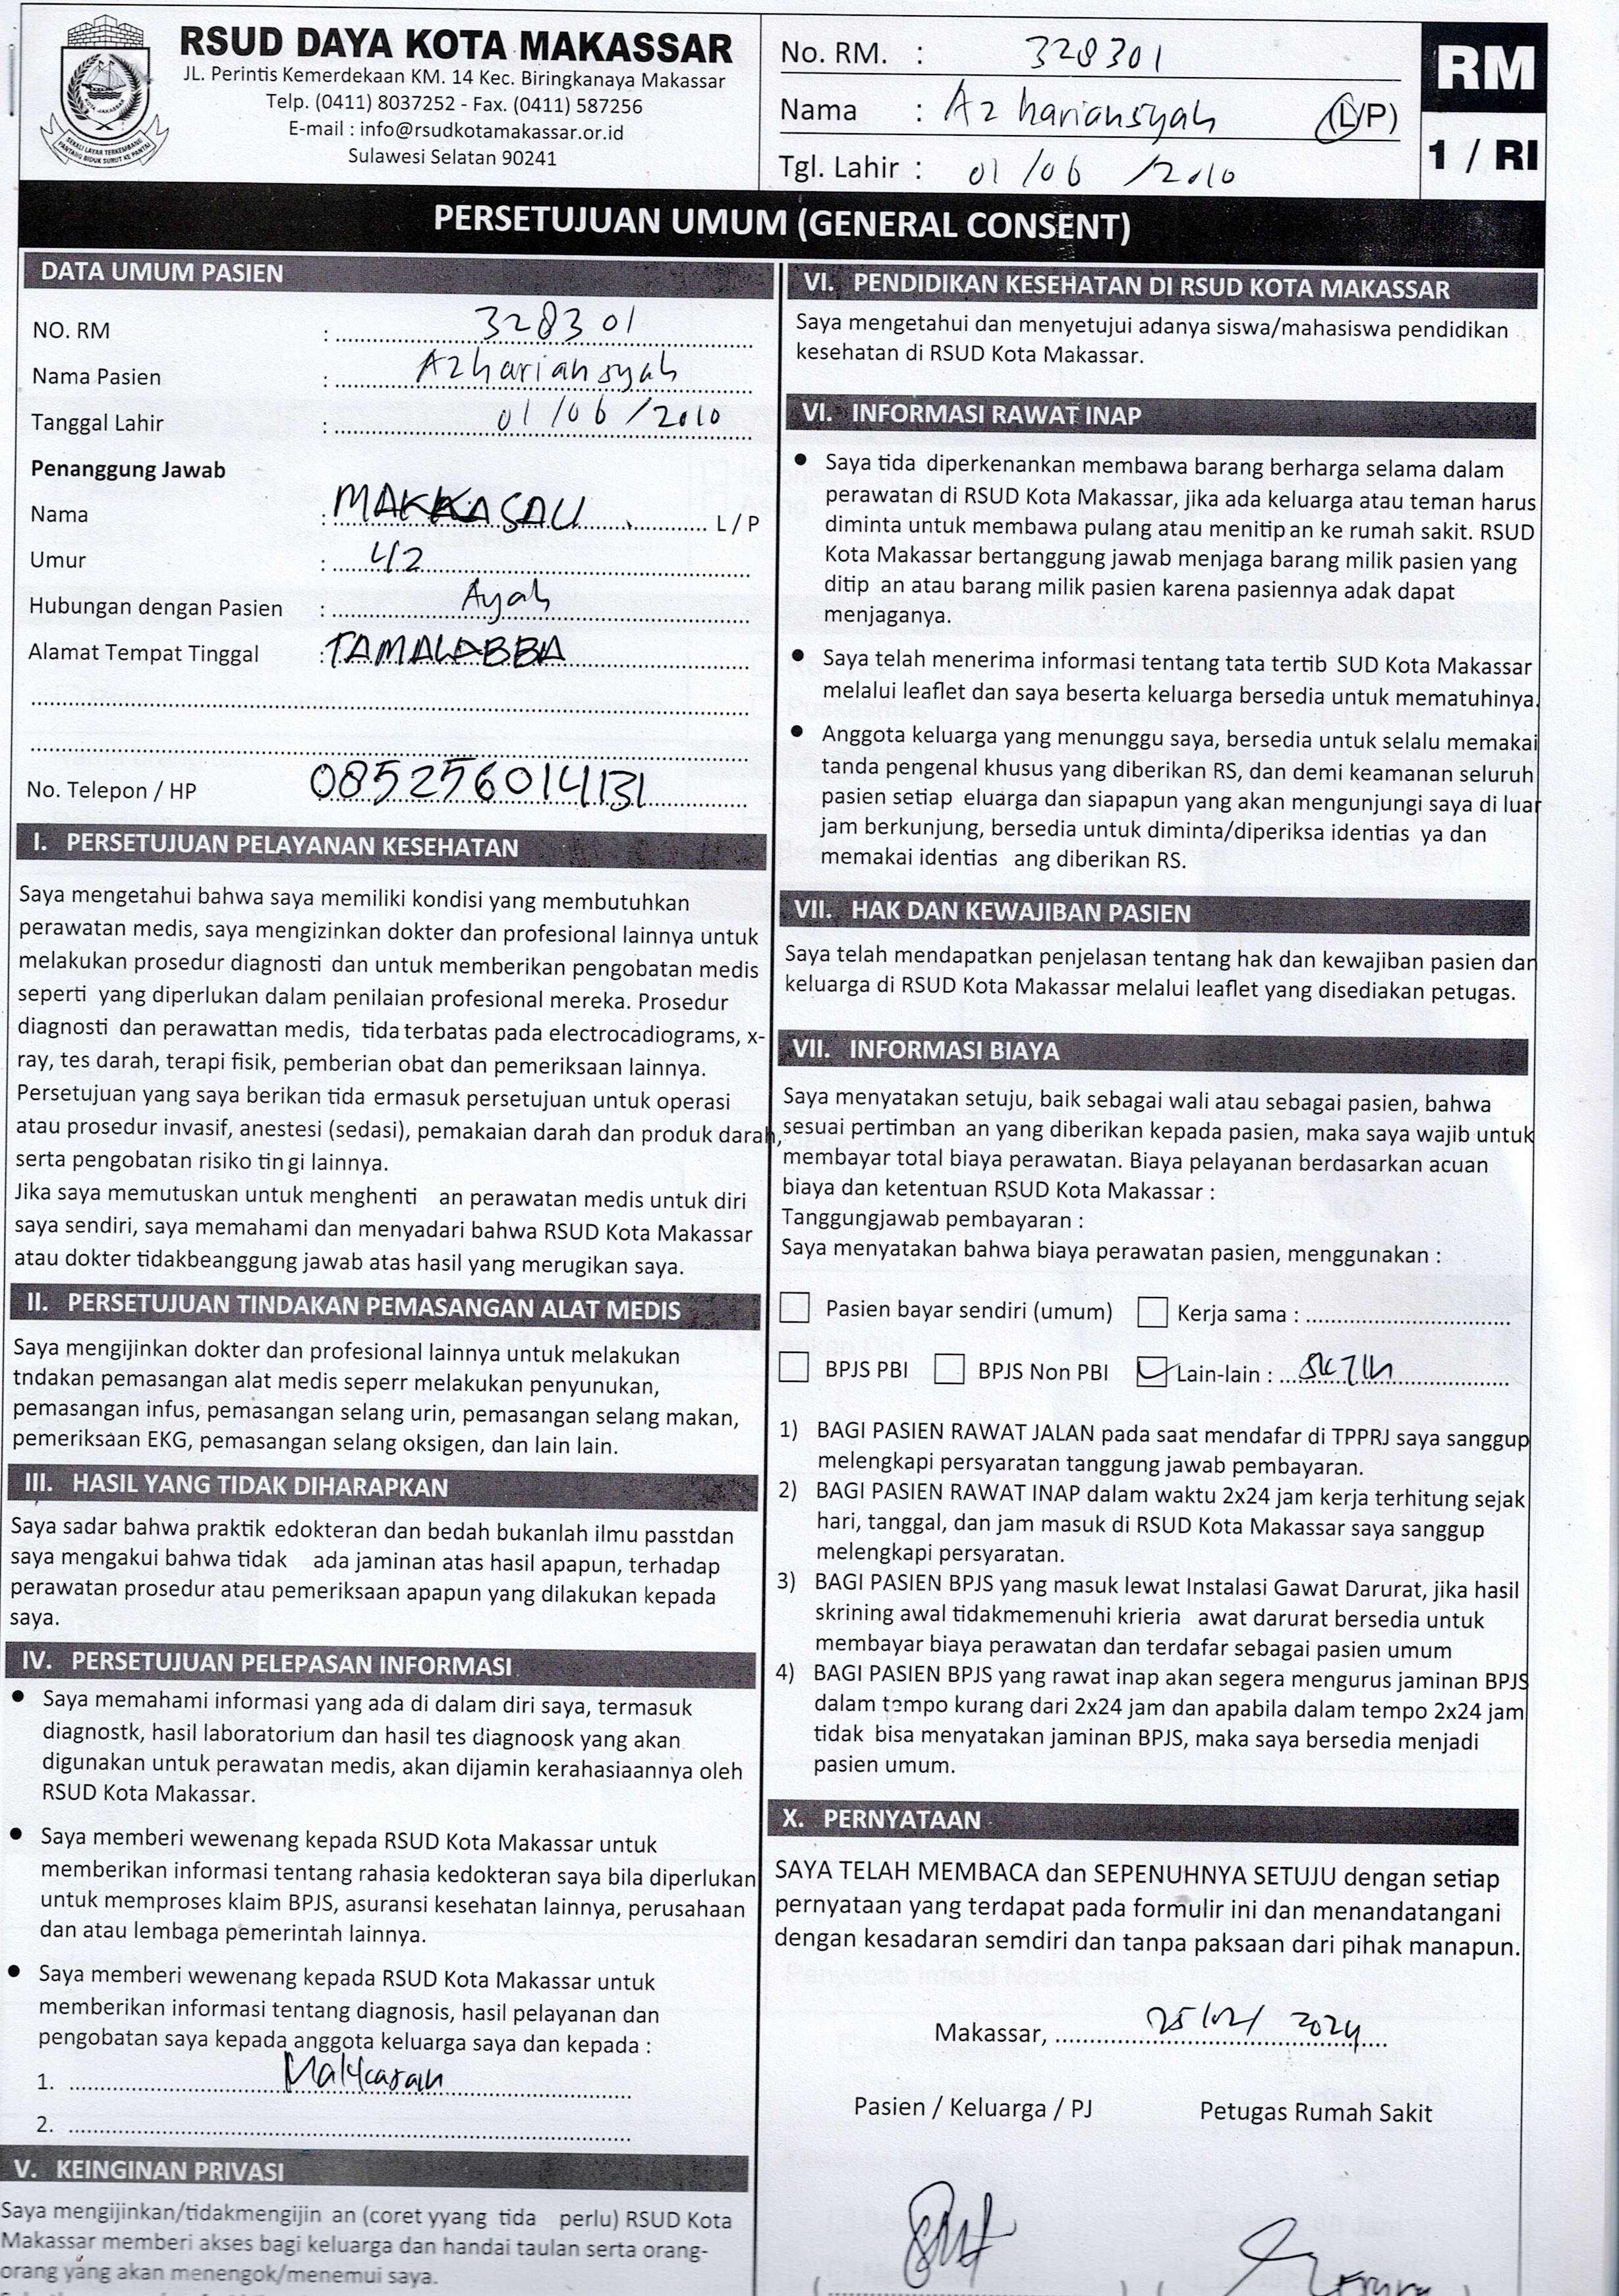 RSUD DAYA KOTA MAKASSAR
JL. Perintis Kemerdekaan KM. 14 Kec. Biringkanaya Makassar
Telp. (0411) 8037252 - Fax. (0411) 587256
E-mail : info@rsudkotamakassar.or.id
Sulawesi Selatan 90241
No. RM. : 328301
Nama : Azhariansyah (L/P)
Tgl. Lahir : 01/06/2010
RM
1 / RI
PERSETUJUAN UMUM (GENERAL CONSENT)
DATA UMUM PASIEN
NO. RM : 328301
Nama Pasien : Azhariansyah
Tanggal Lahir : 01/06/2010
Penanggung Jawab
Nama : MAKKASAU L / P
Umur : 42
Hubungan dengan Pasien : Ayah
Alamat Tempat Tinggal : TAMALABBA
No. Telepon / HP 085256014131
I. PERSETUJUAN PELAYANAN KESEHATAN
Saya mengetahui bahwa saya memiliki kondisi yang membutuhkan
perawatan medis, saya mengizinkan dokter dan profesional lainnya untuk
melakukan prosedur diagnosti dan untuk memberikan pengobatan medis
seperti yang diperlukan dalam penilaian profesional mereka. Prosedur
diagnosti dan perawattan medis, tida terbatas pada electrocadiograms, x-
ray, tes darah, terapi fisik, pemberian obat dan pemeriksaan lainnya.
Persetujuan yang saya berikan tida ermasuk persetujuan untuk operasi
atau prosedur invasif, anestesi (sedasi), pemakaian darah dan produk darah,
serta pengobatan risiko tin gi lainnya.
Jika saya memutuskan untuk menghenti an perawatan medis untuk diri
saya sendiri, saya memahami dan menyadari bahwa RSUD Kota Makassar
atau dokter tidakbeanggung jawab atas hasil yang merugikan saya.
II. PERSETUJUAN TINDAKAN PEMASANGAN ALAT MEDIS
Saya mengijinkan dokter dan profesional lainnya untuk melakukan
tndakan pemasangan alat medis seperr melakukan penyunukan,
pemasangan infus, pemasangan selang urin, pemasangan selang makan,
pemeriksaan EKG, pemasangan selang oksigen, dan lain lain.
III. HASIL YANG TIDAK DIHARAPKAN
Saya sadar bahwa praktik edokteran dan bedah bukanlah ilmu passtdan
saya mengakui bahwa tidak ada jaminan atas hasil apapun, terhadap
perawatan prosedur atau pemeriksaan apapun yang dilakukan kepada
saya.
IV. PERSETUJUAN PELEPASAN INFORMASI
● Saya memahami informasi yang ada di dalam diri saya, termasuk
diagnostk, hasil laboratorium dan hasil tes diagnoosk yang akan
digunakan untuk perawatan medis, akan dijamin kerahasiaannya oleh
RSUD Kota Makassar.
● Saya memberi wewenang kepada RSUD Kota Makassar untuk
memberikan informasi tentang rahasia kedokteran saya bila diperlukan
untuk memproses klaim BPJS, asuransi kesehatan lainnya, perusahaan
dan atau lembaga pemerintah lainnya.
● Saya memberi wewenang kepada RSUD Kota Makassar untuk
memberikan informasi tentang diagnosis, hasil pelayanan dan
pengobatan saya kepada anggota keluarga saya dan kepada :
1. Makkasau
2.
V. KEINGINAN PRIVASI
Saya mengijinkan/tidakmengijin an (coret yyang tida perlu) RSUD Kota
Makassar memberi akses bagi keluarga dan handai taulan serta orang-
orang yang akan menengok/menemui saya.
VI. PENDIDIKAN KESEHATAN DI RSUD KOTA MAKASSAR
Saya mengetahui dan menyetujui adanya siswa/mahasiswa pendidikan
kesehatan di RSUD Kota Makassar.
VI. INFORMASI RAWAT INAP
● Saya tida diperkenankan membawa barang berharga selama dalam
perawatan di RSUD Kota Makassar, jika ada keluarga atau teman harus
diminta untuk membawa pulang atau menitip an ke rumah sakit. RSUD
Kota Makassar bertanggung jawab menjaga barang milik pasien yang
ditip an atau barang milik pasien karena pasiennya adak dapat
menjaganya.
● Saya telah menerima informasi tentang tata tertib SUD Kota Makassar
melalui leaflet dan saya beserta keluarga bersedia untuk mematuhinya.
● Anggota keluarga yang menunggu saya, bersedia untuk selalu memakai
tanda pengenal khusus yang diberikan RS, dan demi keamanan seluruh
pasien setiap eluarga dan siapapun yang akan mengunjungi saya di luar
jam berkunjung, bersedia untuk diminta/diperiksa identias ya dan
memakai identias ang diberikan RS.
VII. HAK DAN KEWAJIBAN PASIEN
Saya telah mendapatkan penjelasan tentang hak dan kewajiban pasien dan
keluarga di RSUD Kota Makassar melalui leaflet yang disediakan petugas.
VII. INFORMASI BIAYA
Saya menyatakan setuju, baik sebagai wali atau sebagai pasien, bahwa
sesuai pertimban an yang diberikan kepada pasien, maka saya wajib untuk
membayar total biaya perawatan. Biaya pelayanan berdasarkan acuan
biaya dan ketentuan RSUD Kota Makassar :
Tanggungjawab pembayaran :
Saya menyatakan bahwa biaya perawatan pasien, menggunakan :
Pasien bayar sendiri (umum) Kerja sama :
BPJS PBI BPJS Non PBI Lain-lain :
1) BAGI PASIEN RAWAT JALAN pada saat mendafar di TPPRJ saya sanggup
melengkapi persyaratan tanggung jawab pembayaran.
2) BAGI PASIEN RAWAT INAP dalam waktu 2x24 jam kerja terhitung sejak
hari, tanggal, dan jam masuk di RSUD Kota Makassar saya sanggup
melengkapi persyaratan.
3) BAGI PASIEN BPJS yang masuk lewat Instalasi Gawat Darurat, jika hasil
skrining awal tidakmemenuhi krieria awat darurat bersedia untuk
membayar biaya perawatan dan terdafar sebagai pasien umum
4) BAGI PASIEN BPJS yang rawat inap akan segera mengurus jaminan BPJS
dalam tempo kurang dari 2x24 jam dan apabila dalam tempo 2x24 jam
tidak bisa menyatakan jaminan BPJS, maka saya bersedia menjadi
pasien umum.
X. PERNYATAAN
SAYA TELAH MEMBACA dan SEPENUHNYA SETUJU dengan setiap
pernyataan yang terdapat pada formulir ini dan menandatangani
dengan kesadaran semdiri dan tanpa paksaan dari pihak manapun.
Makassar, 25/02/2024
Pasien / Keluarga / PJ Petugas Rumah Sakit